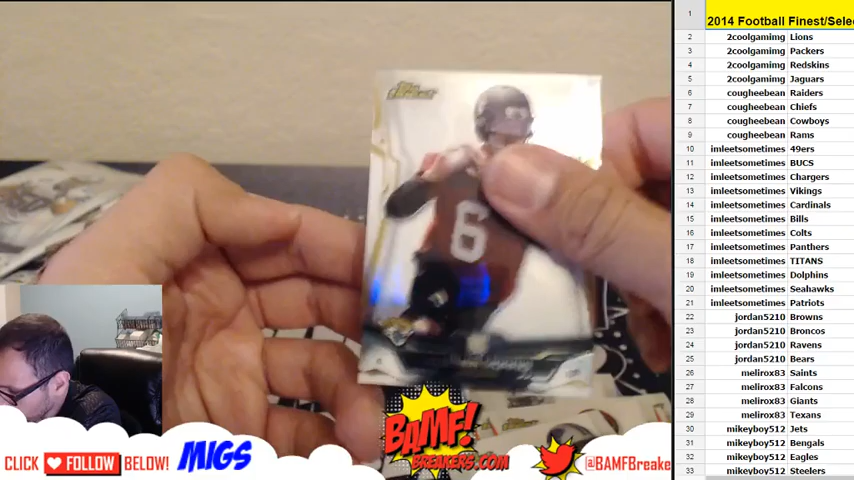 1
2014 Football Finest/Selec
2 2coolgamimg Lions
3 2coolgamimg Packers
4 2coolgamimg Redskins
5 2coolgamimg Jaguars
6 cougheebean Raiders
7 cougheebean Chiefs
8 cougheebean Cowboys
9 cougheebean Rams
10 imleetsometimes 49ers
11 imleetsometimes BUCS
12 imleetsometimes Chargers
13 imleetsometimes Vikings
14 imleetsometimes Cardinals
15 imleetsometimes Bills
16 imleetsometimes Colts
17 imleetsometimes Panthers
18 imleetsometimes TITANS
19 imleetsometimes Dolphins
20 imleetsometimes Seahawks
21 imleetsometimes Patriots
22 jordan5210 Browns
23 jordan5210 Broncos
24 jordan5210 Ravens
25 jordan5210 Bears
26 melirox83 Saints
27 melirox83 Falcons
28 melirox83 Giants
29 melirox83 Texans
30 mikeyboy512 Jets
31 mikeyboy512 Bengals
32 mikeyboy512 Eagles
33 mikeyboy512 Steelers
6
BAMF!
BREAKERS.COM
CLICK FOLLOW BELOW! MIGS
@BAMFBreake